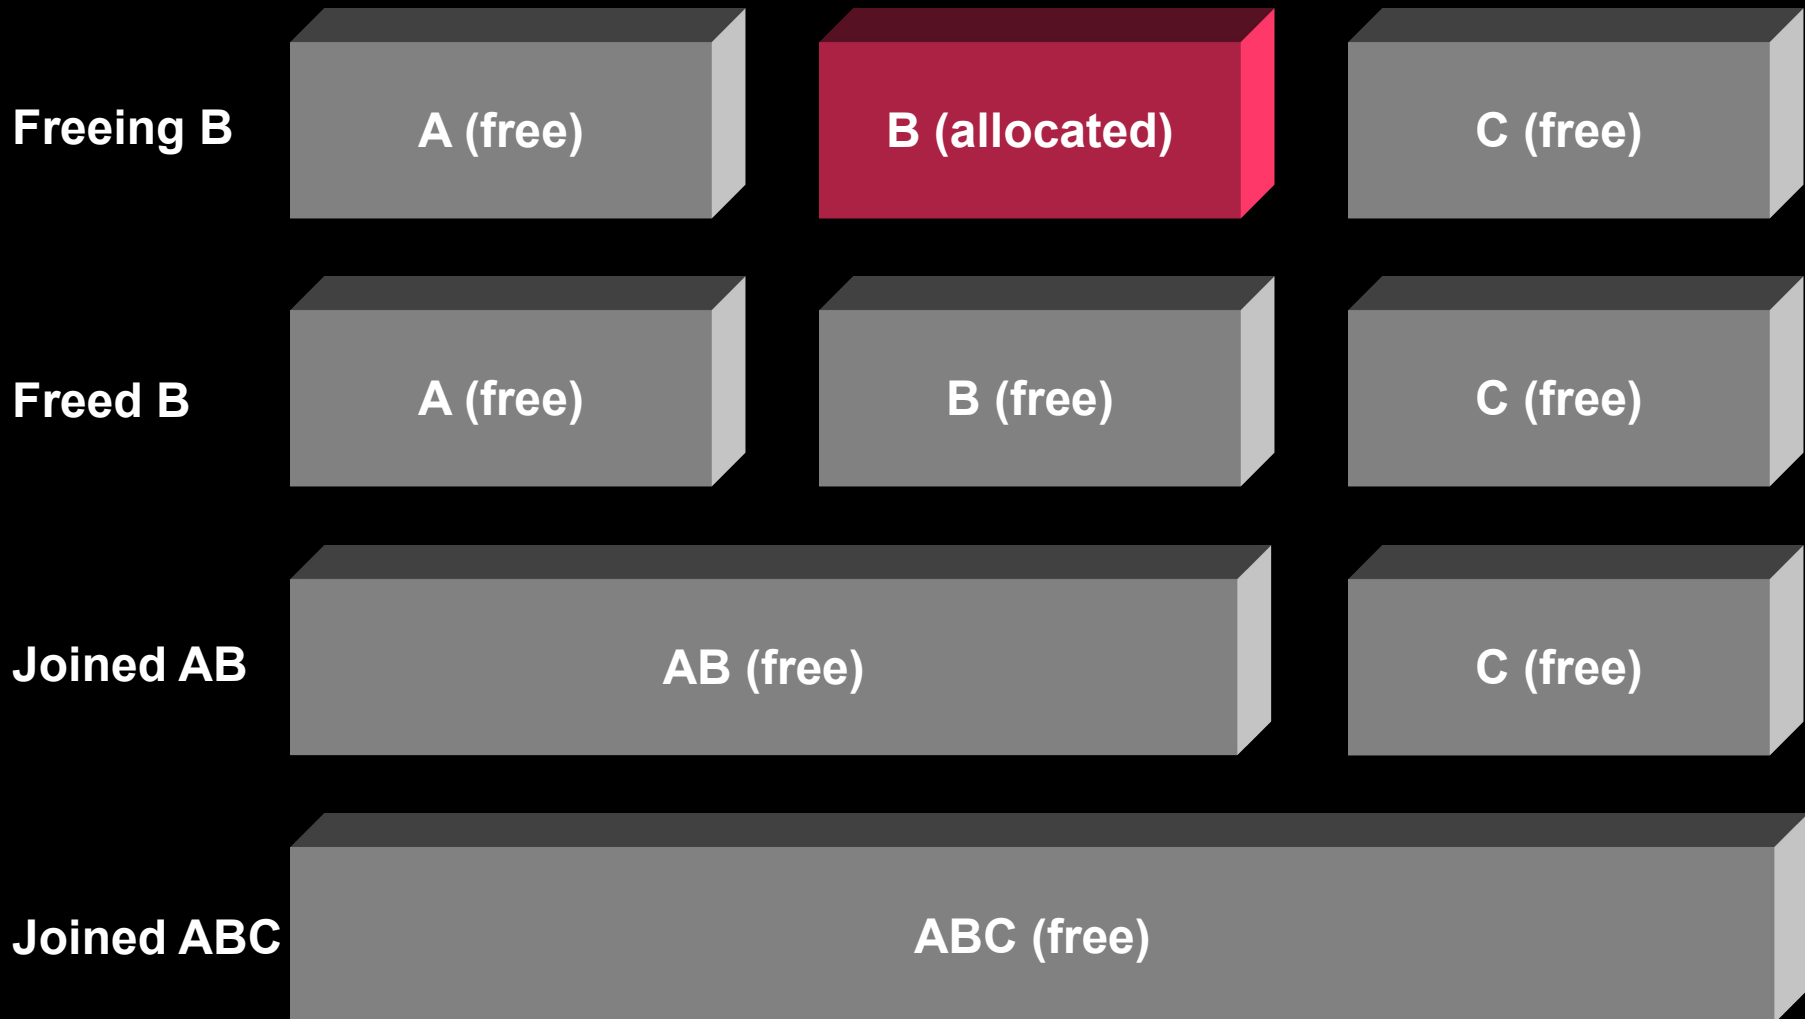 Freeing B
A (free)
B (allocated)
C (free)
Freed B
A (free)
B (free)
C (free)
Joined AB
AB (free)
C (free)
Joined ABC
ABC (free)